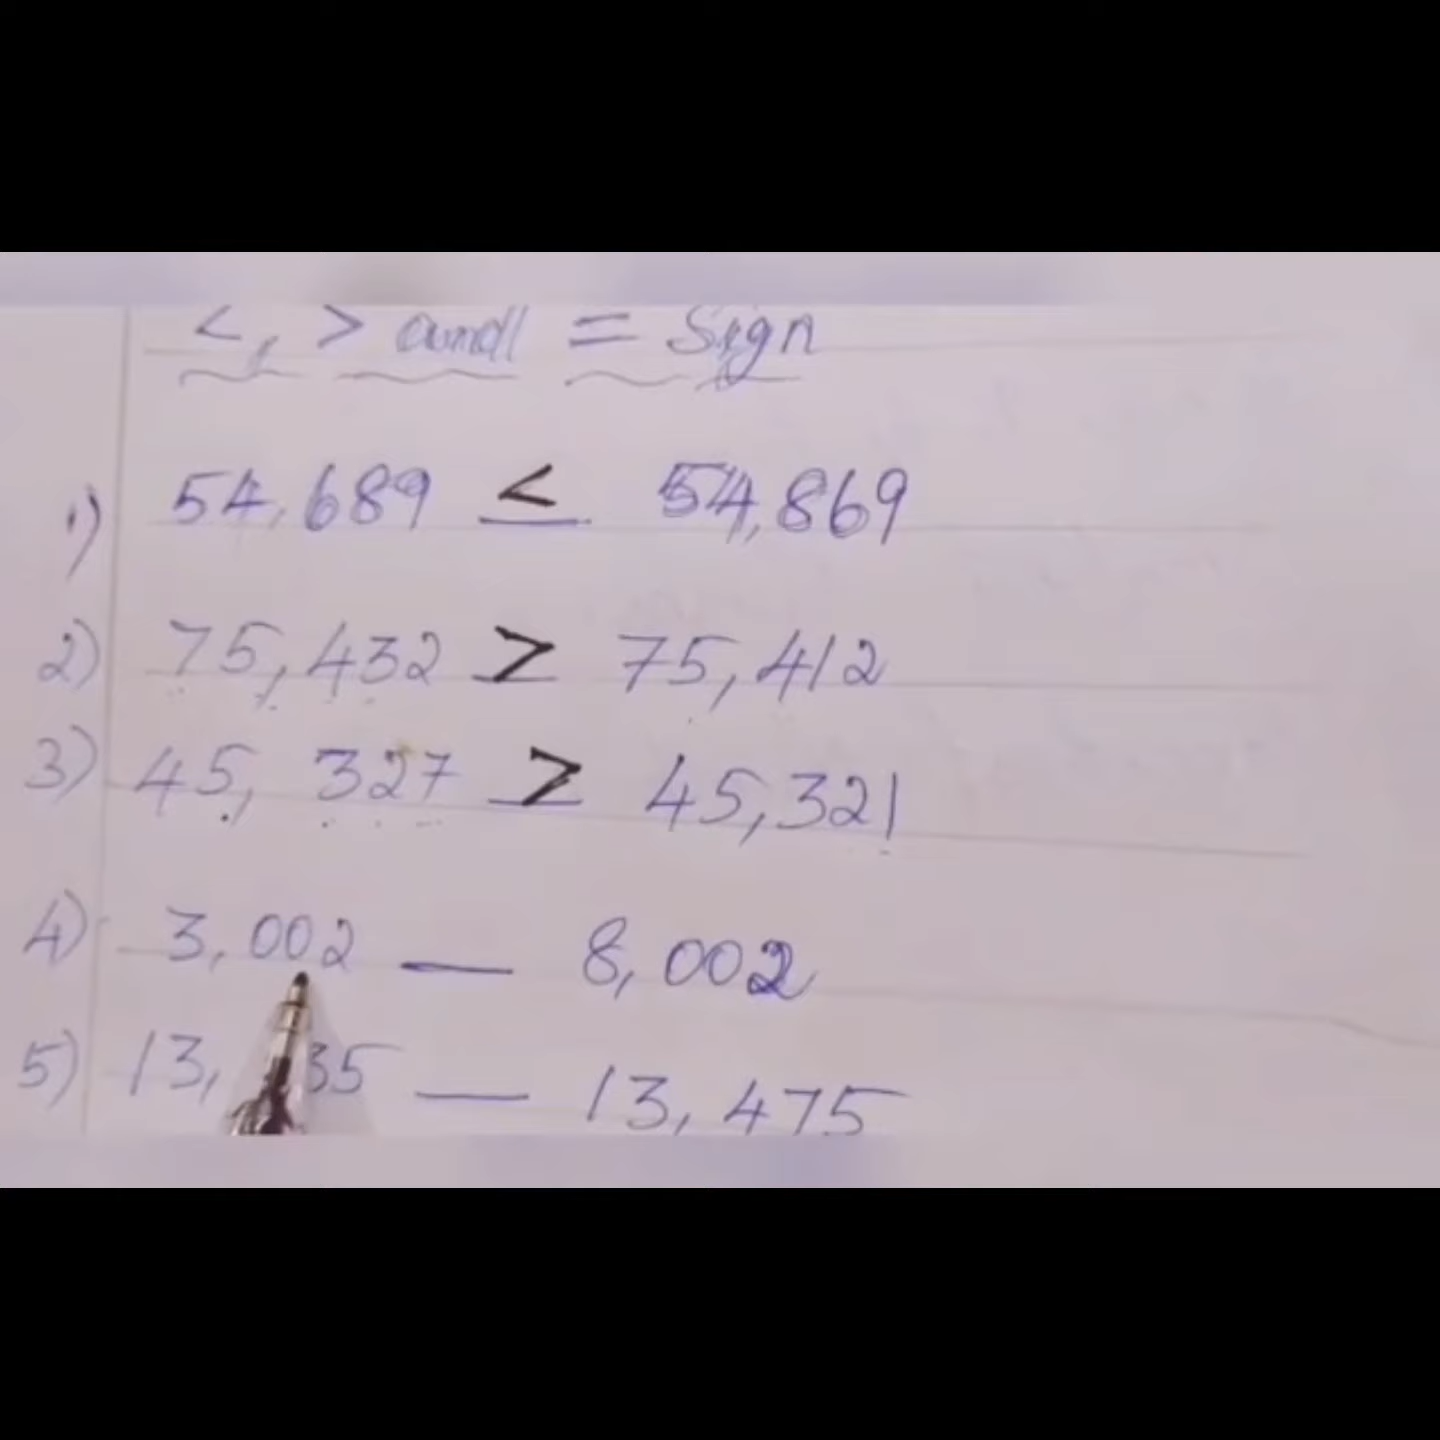 <, > and = Sign
1) 54,689 < 54,869
2) 75,432 > 75,412
3) 45, 327 > 45,321
4) 3,002 — 8,002
5) 13, 35 — 13, 475